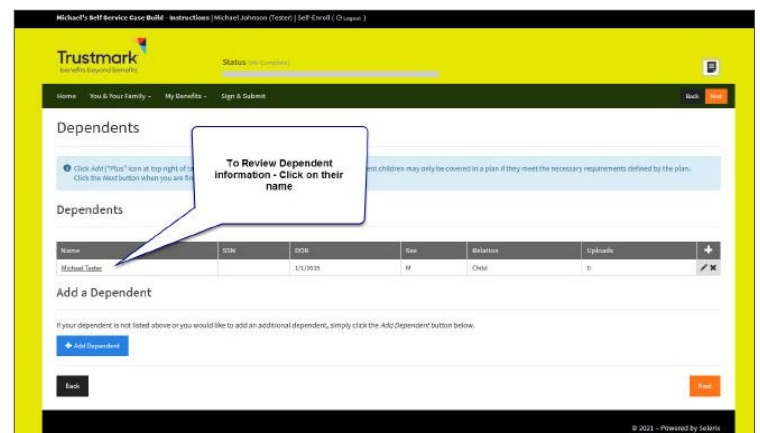 Michael's Self Service Case Build - Instructions | Michael Johnson (Tester) | Self-Enroll ( Logout )
Trustmark
benefits beyond benefits
Status
Home You & Your Family My Benefits Sign & Submit Back Next
Dependents
Click Add ("Plus" icon at top right of
ent children may only be covered in a plan if they meet the necessary requirements defined by the plan.
Click the Next button when you are
To Review Dependent
information - Click on their
name
Dependents
Name SSN DOB Sex Relation Uploads +
Michael Tester M Child 0
Add a Dependent
If your dependent is not listed above or you would like to add an additional dependent, simply click the Add Dependent button below.
+ Add Dependent
Back Next
© 2021 - Powered by Selerix